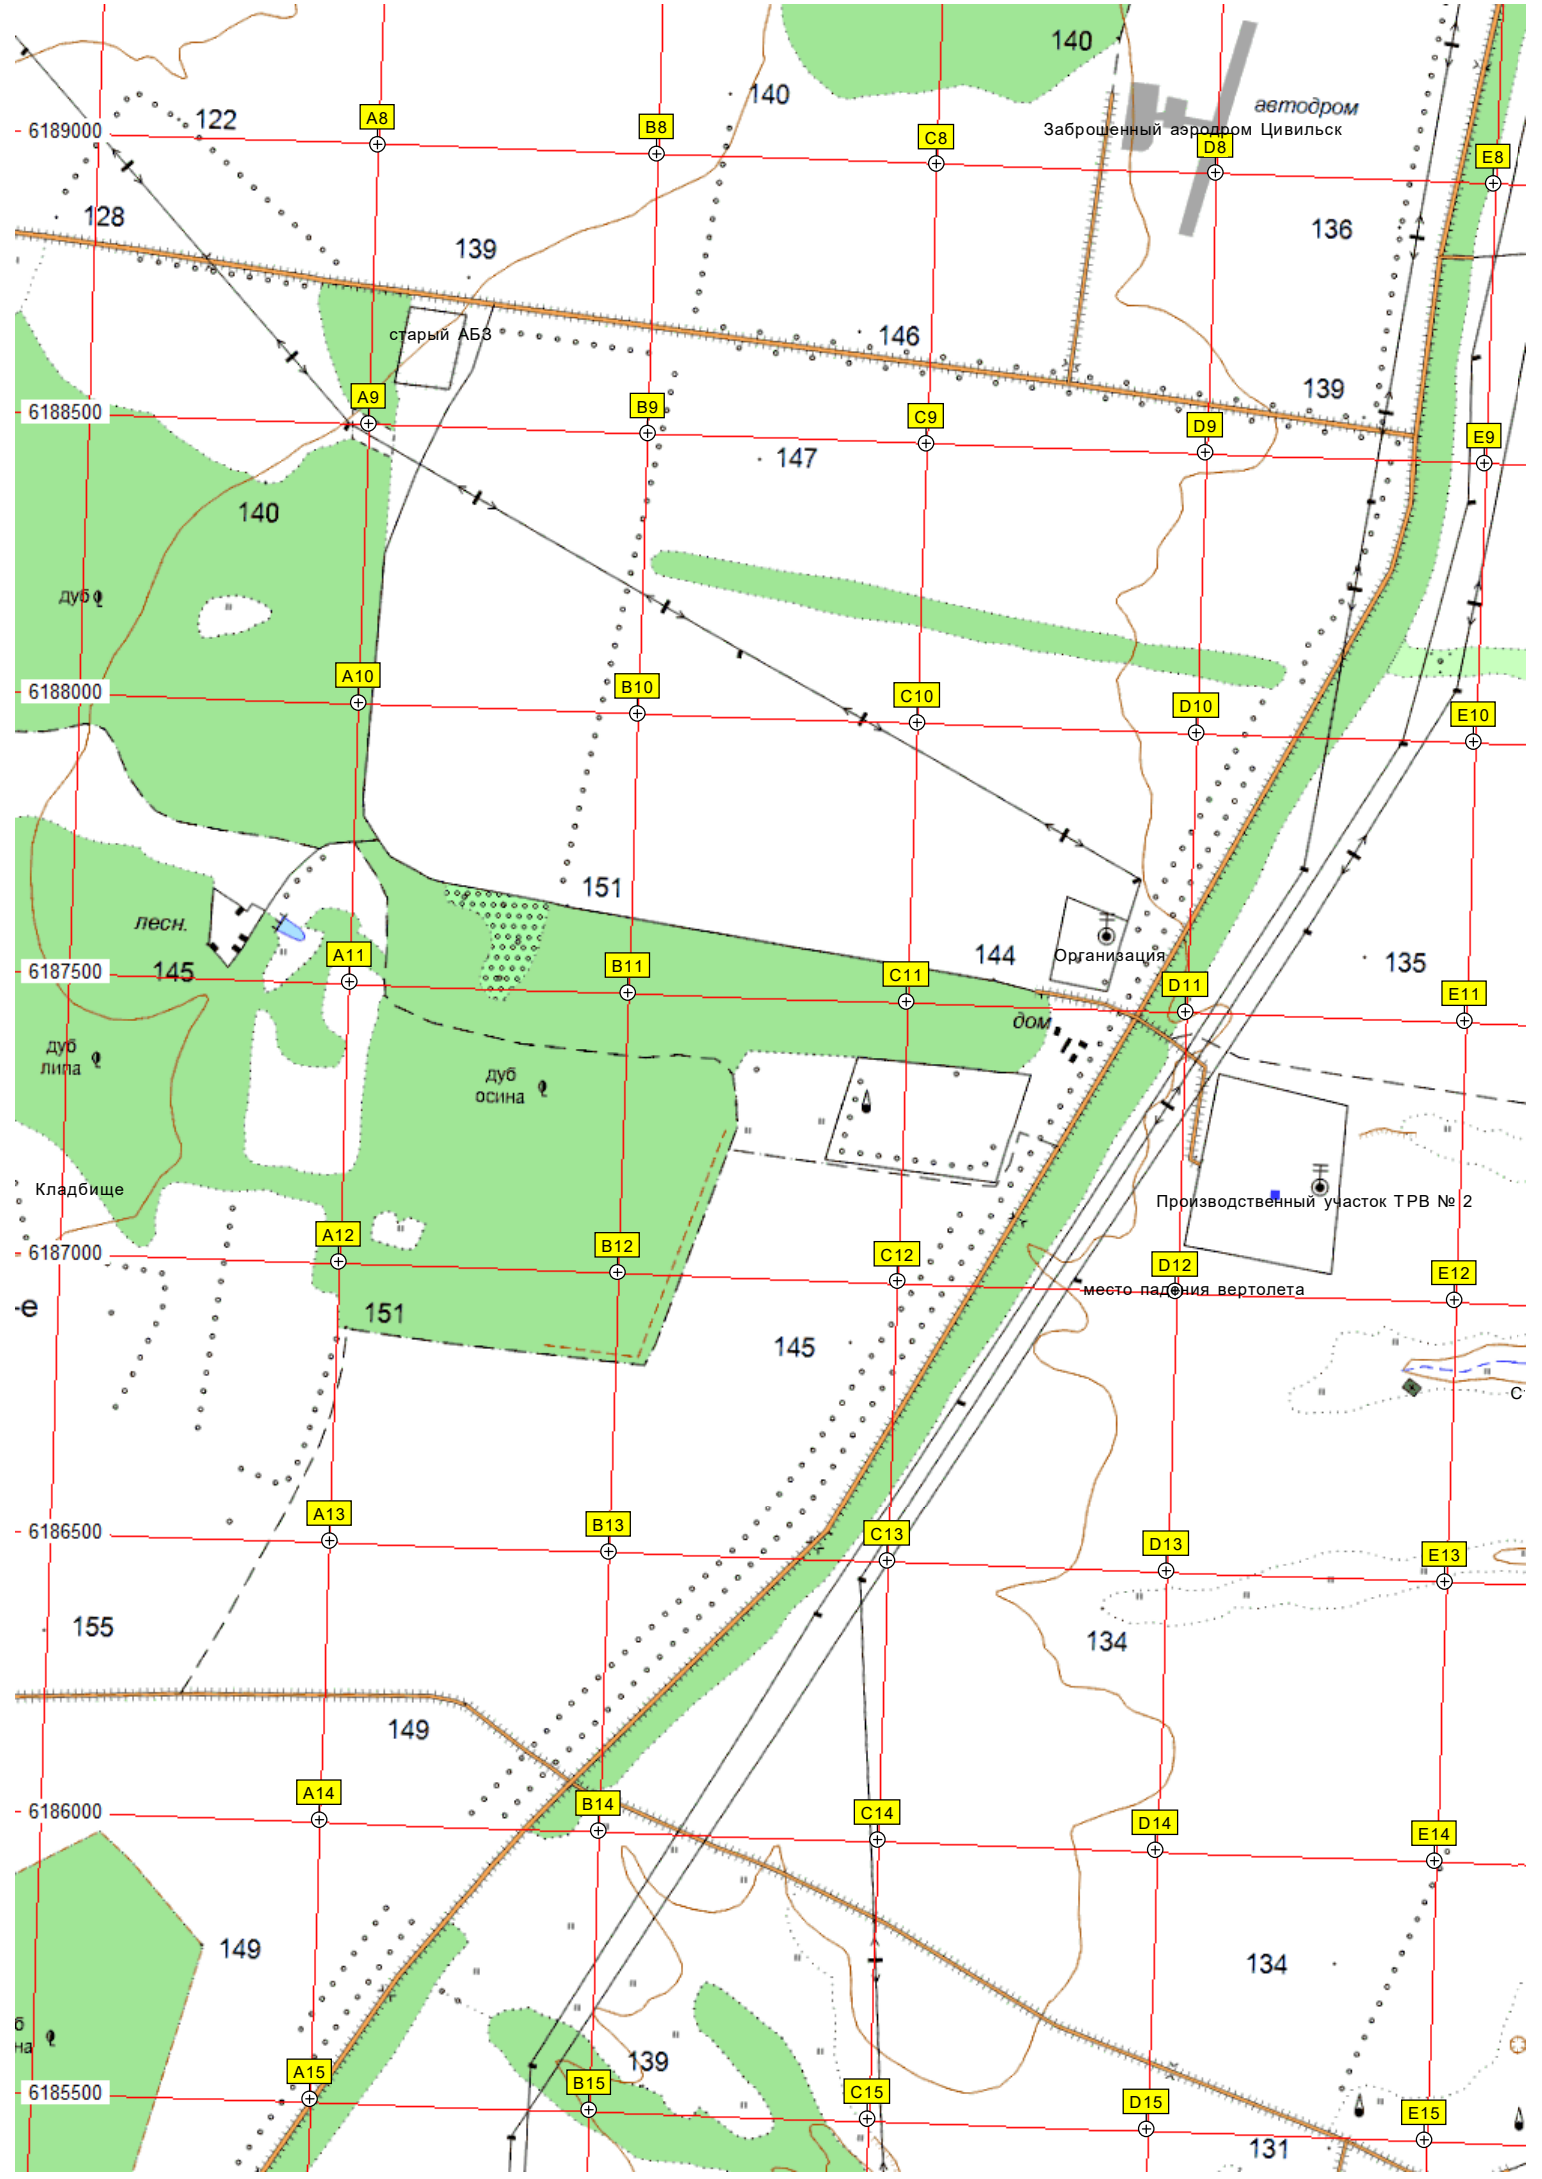 140
140
автодром
122
Заброшенный аэродром Цивильск
6189000
A8
B8
C8
D8
E8
128
136
139
старый АБЗ
146
139
A9
B9
C9
D9
E9
6188500
147
140
дуб
A10
B10
C10
D10
E10
6188000
151
лесн.
144
Организация
135
A11
B11
C11
D11
E11
6187500
145
дом
дуб
липа
дуб
осина
Кладбище
Производственный участок ТРВ № 2
A12
B12
C12
D12
E12
6187000
место падения вертолета
-е
151
145
С
A13
B13
C13
D13
E13
6186500
155
134
149
A14
B14
C14
D14
E14
6186000
149
134
б
на
139
A15
B15
C15
D15
E15
6185500
131